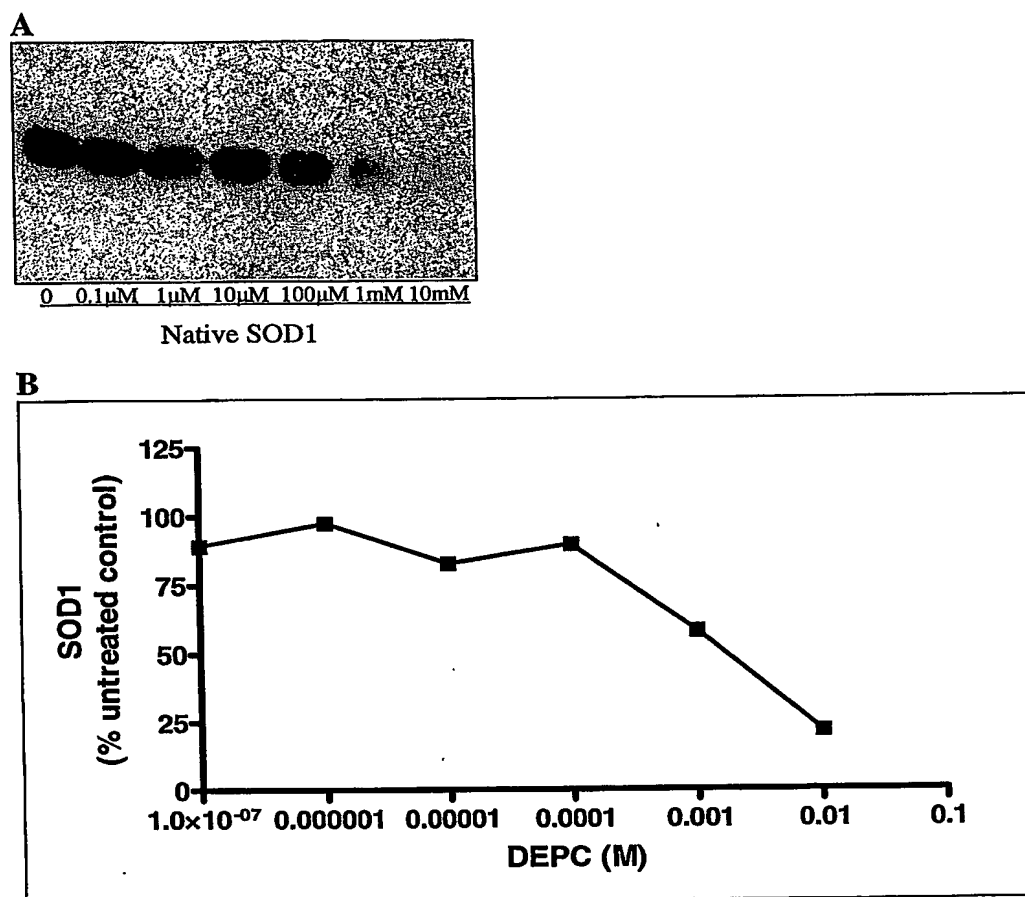 A
0 0.1µM 1µM 10µM 100µM 1mM 10mM
Native SOD1
B
125
100
75
50
25
0
SOD1
(% untreated control)
1.0×10⁻⁰⁷ 0.000001 0.00001 0.0001 0.001 0.01 0.1
DEPC (M)